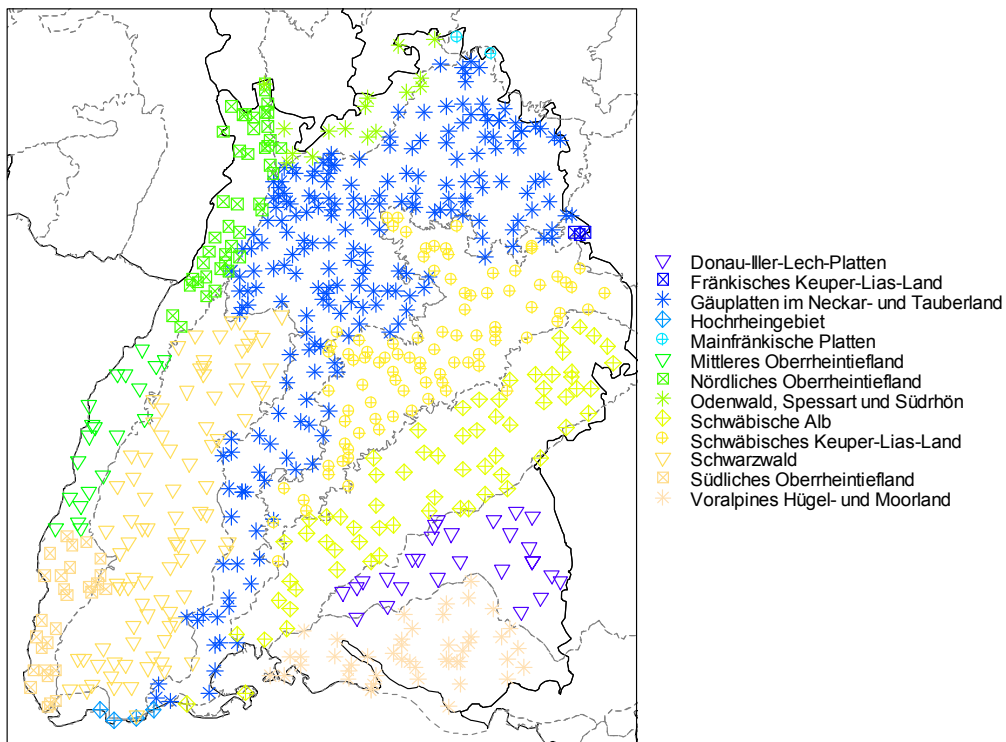 Donau-Iller-Lech-Platten
Fränkisches Keuper-Lias-Land
Gäuplatten im Neckar- und Tauberland
Hochrheingebiet
Mainfränkische Platten
Mittleres Oberrheintiefland
Nördliches Oberrheintiefland
Odenwald, Spessart und Südrhön
Schwäbische Alb
Schwäbisches Keuper-Lias-Land
Schwarzwald
Südliches Oberrheintiefland
Voralpines Hügel- und Moorland